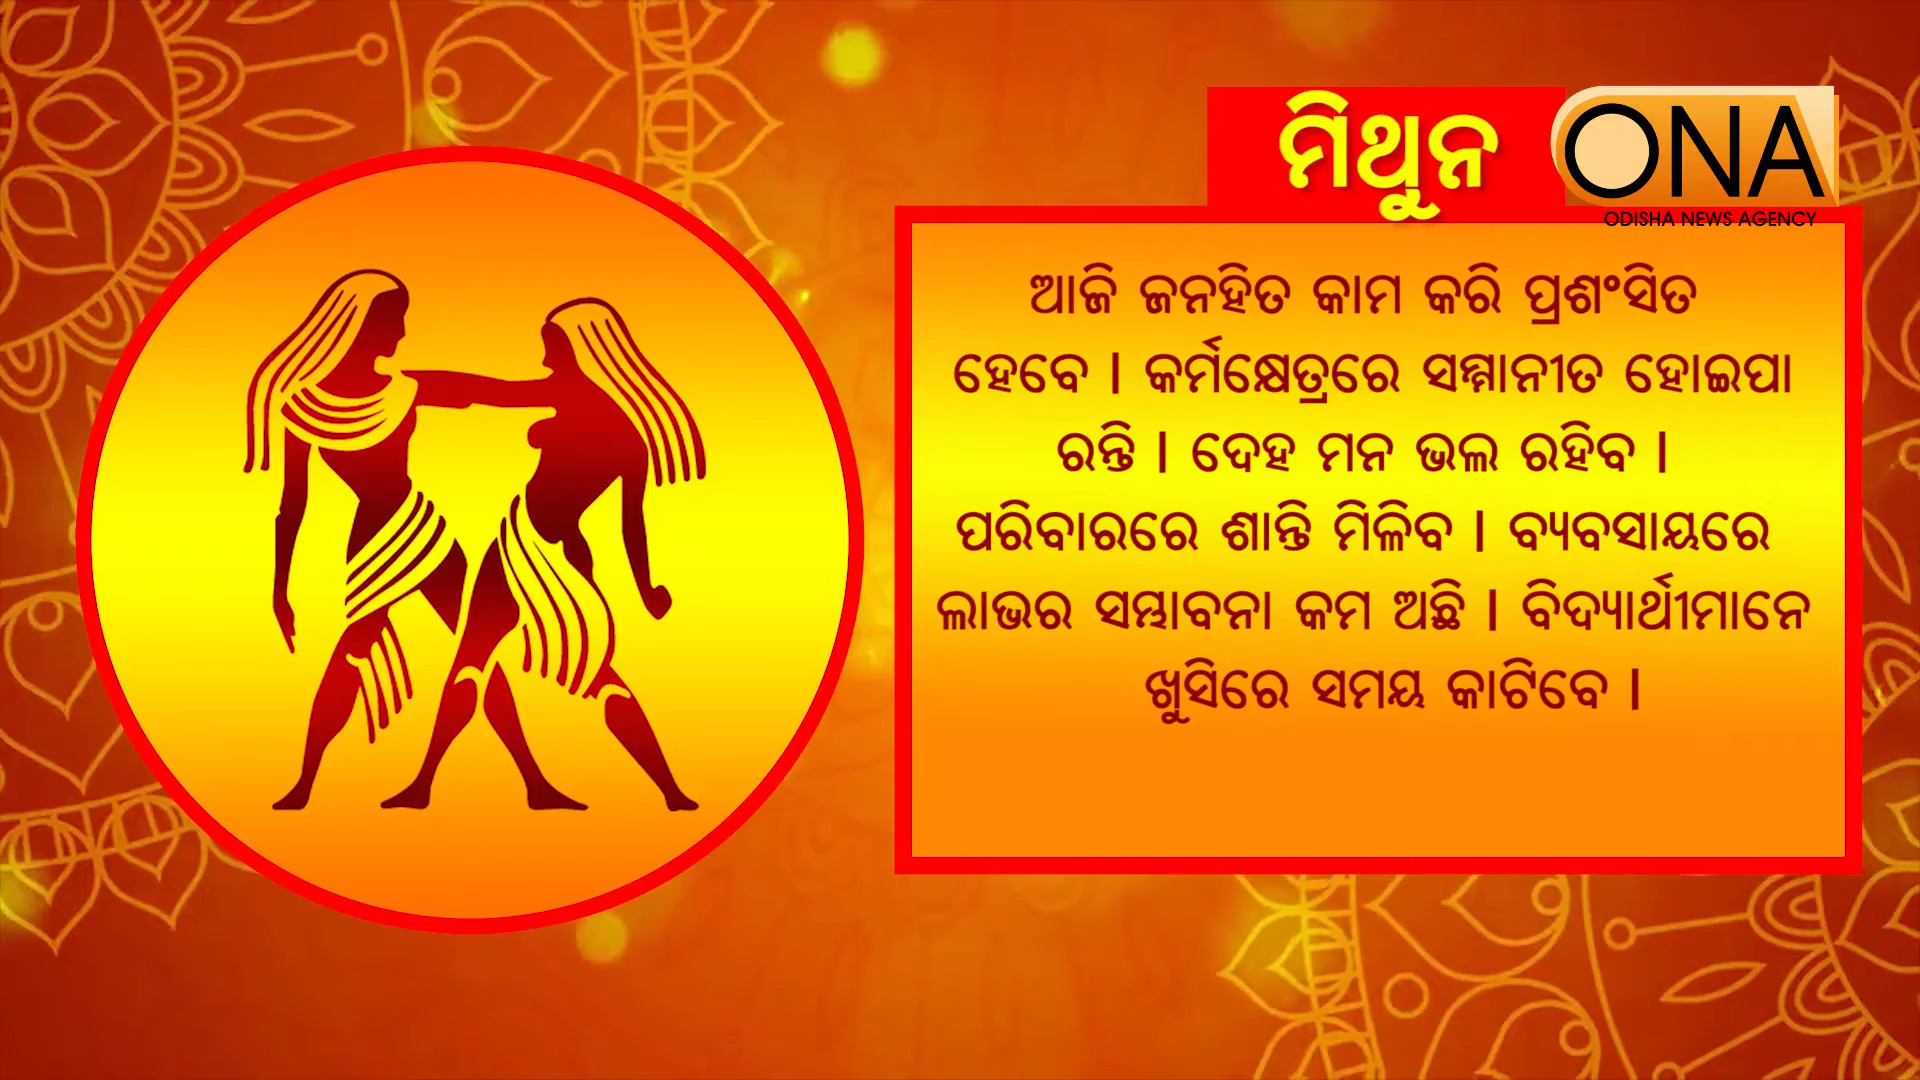 ମିଥୁନ
ONA
ODISHA NEWS AGENCY
ଆଜି ଜନହିତ କାମ କରି ପ୍ରଶଂସିତ
ହେବେ । କର୍ମକ୍ଷେତ୍ରରେ ସମ୍ମାନୀତ ହୋଇପା
ରନ୍ତି । ଦେହ ମନ ଭଲ ରହିବ ।
ପରିବାରରେ ଶାନ୍ତି ମିଳିବ । ବ୍ୟବସାୟରେ
ଲାଭର ସମ୍ଭାବନା କମ ଅଛି । ବିଦ୍ୟାର୍ଥୀମାନେ
ଖୁସିରେ ସମୟ କାଟିବେ ।